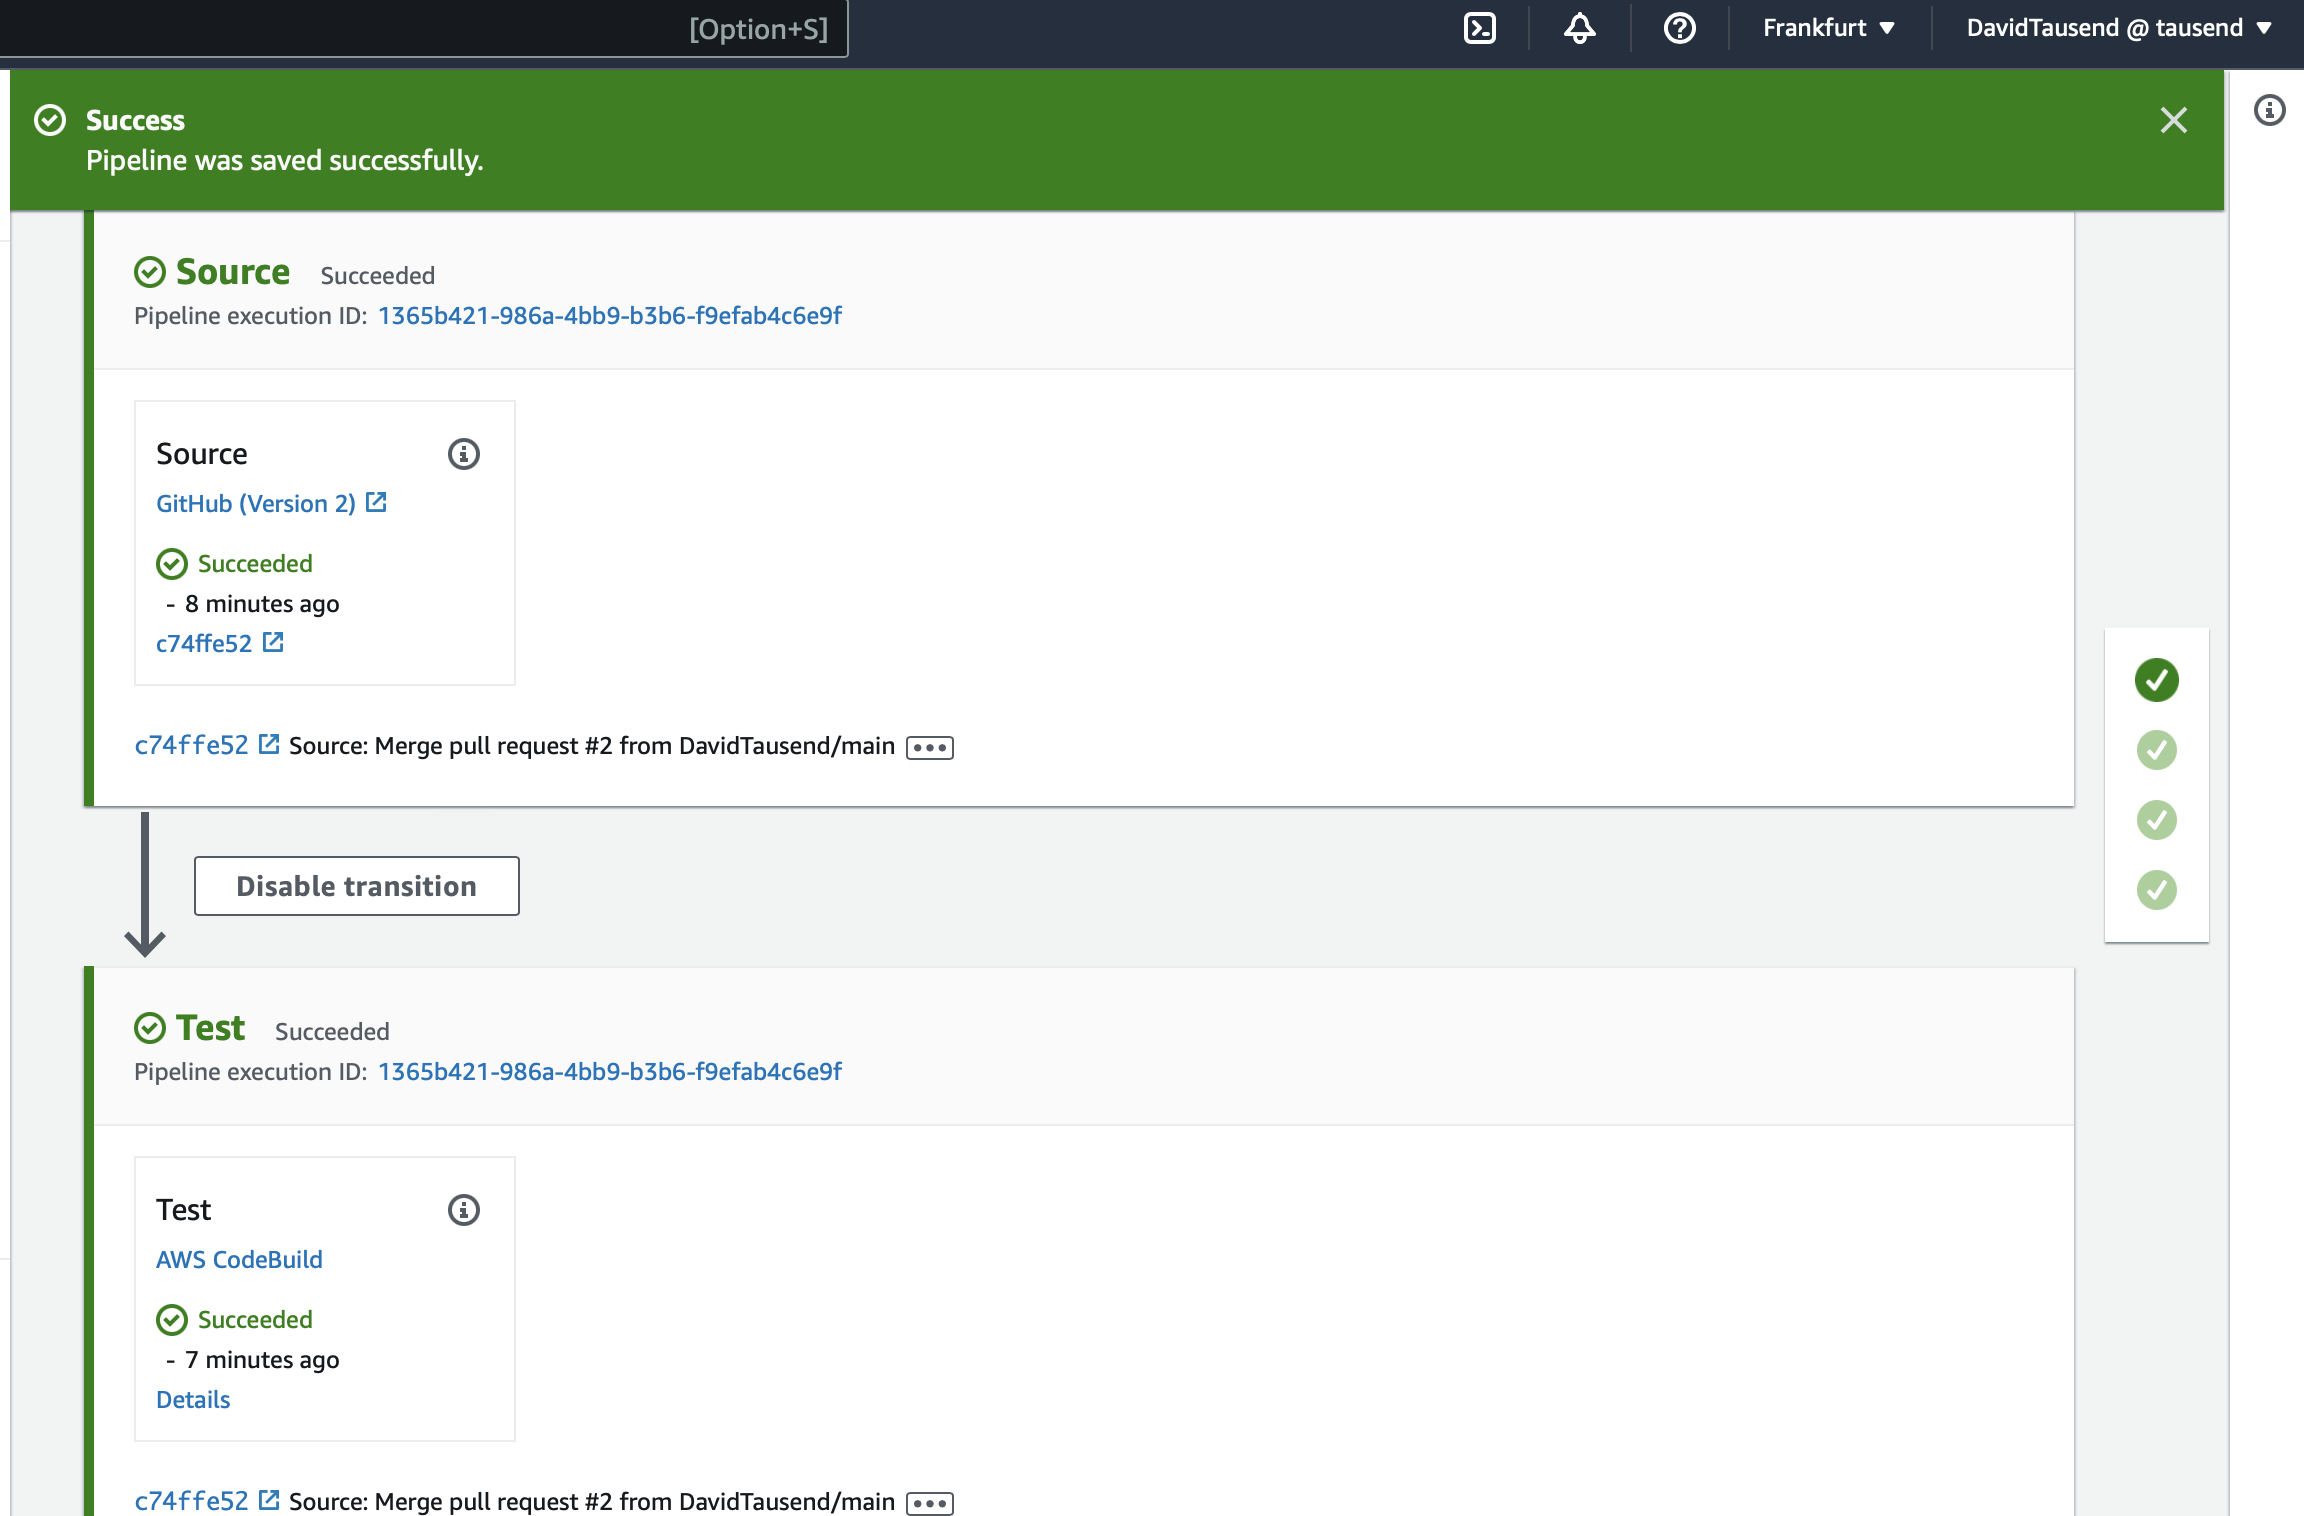 [Option+S]
Frankfurt
DavidTausend @ tausend
Success
Pipeline was saved successfully.
Source Succeeded
Pipeline execution ID: 1365b421-986a-4bb9-b3b6-f9efab4c6e9f
Source
GitHub (Version 2)
Succeeded
- 8 minutes ago
c74ffe52
c74ffe52 Source: Merge pull request #2 from DavidTausend/main
Disable transition
Test Succeeded
Pipeline execution ID: 1365b421-986a-4bb9-b3b6-f9efab4c6e9f
Test
AWS CodeBuild
Succeeded
- 7 minutes ago
Details
c74ffe52 Source: Merge pull request #2 from DavidTausend/main